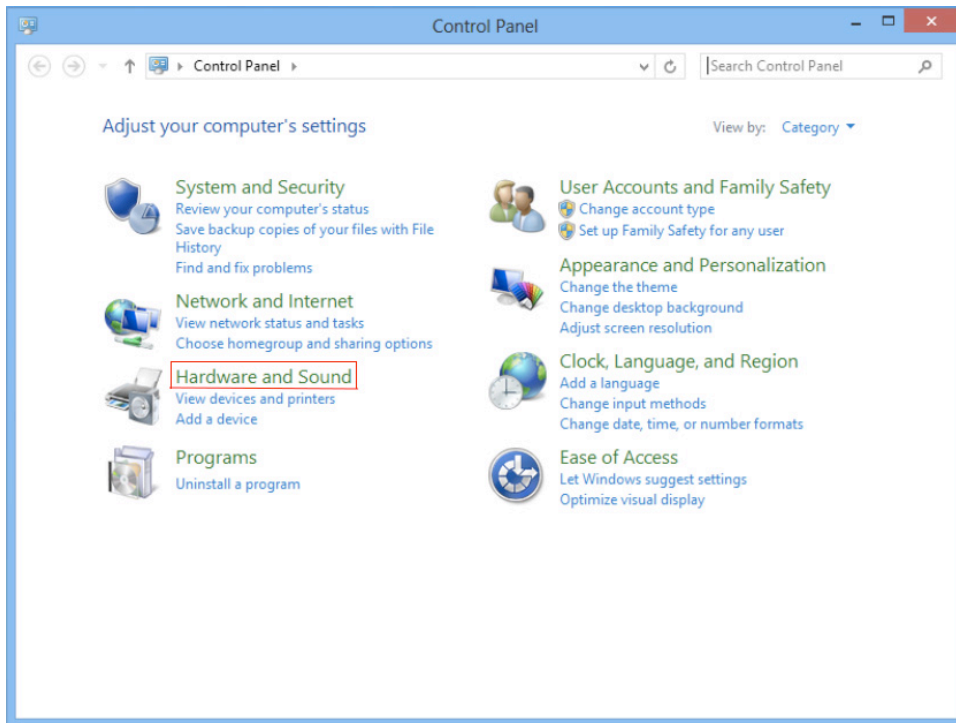 Control Panel
Control Panel
Search Control Panel
Adjust your computer's settings
View by: Category
System and Security
Review your computer's status
Save backup copies of your files with File
History
Find and fix problems
Network and Internet
View network status and tasks
Choose homegroup and sharing options
Hardware and Sound
View devices and printers
Add a device
Programs
Uninstall a program
User Accounts and Family Safety
Change account type
Set up Family Safety for any user
Appearance and Personalization
Change the theme
Change desktop background
Adjust screen resolution
Clock, Language, and Region
Add a language
Change input methods
Change date, time, or number formats
Ease of Access
Let Windows suggest settings
Optimize visual display